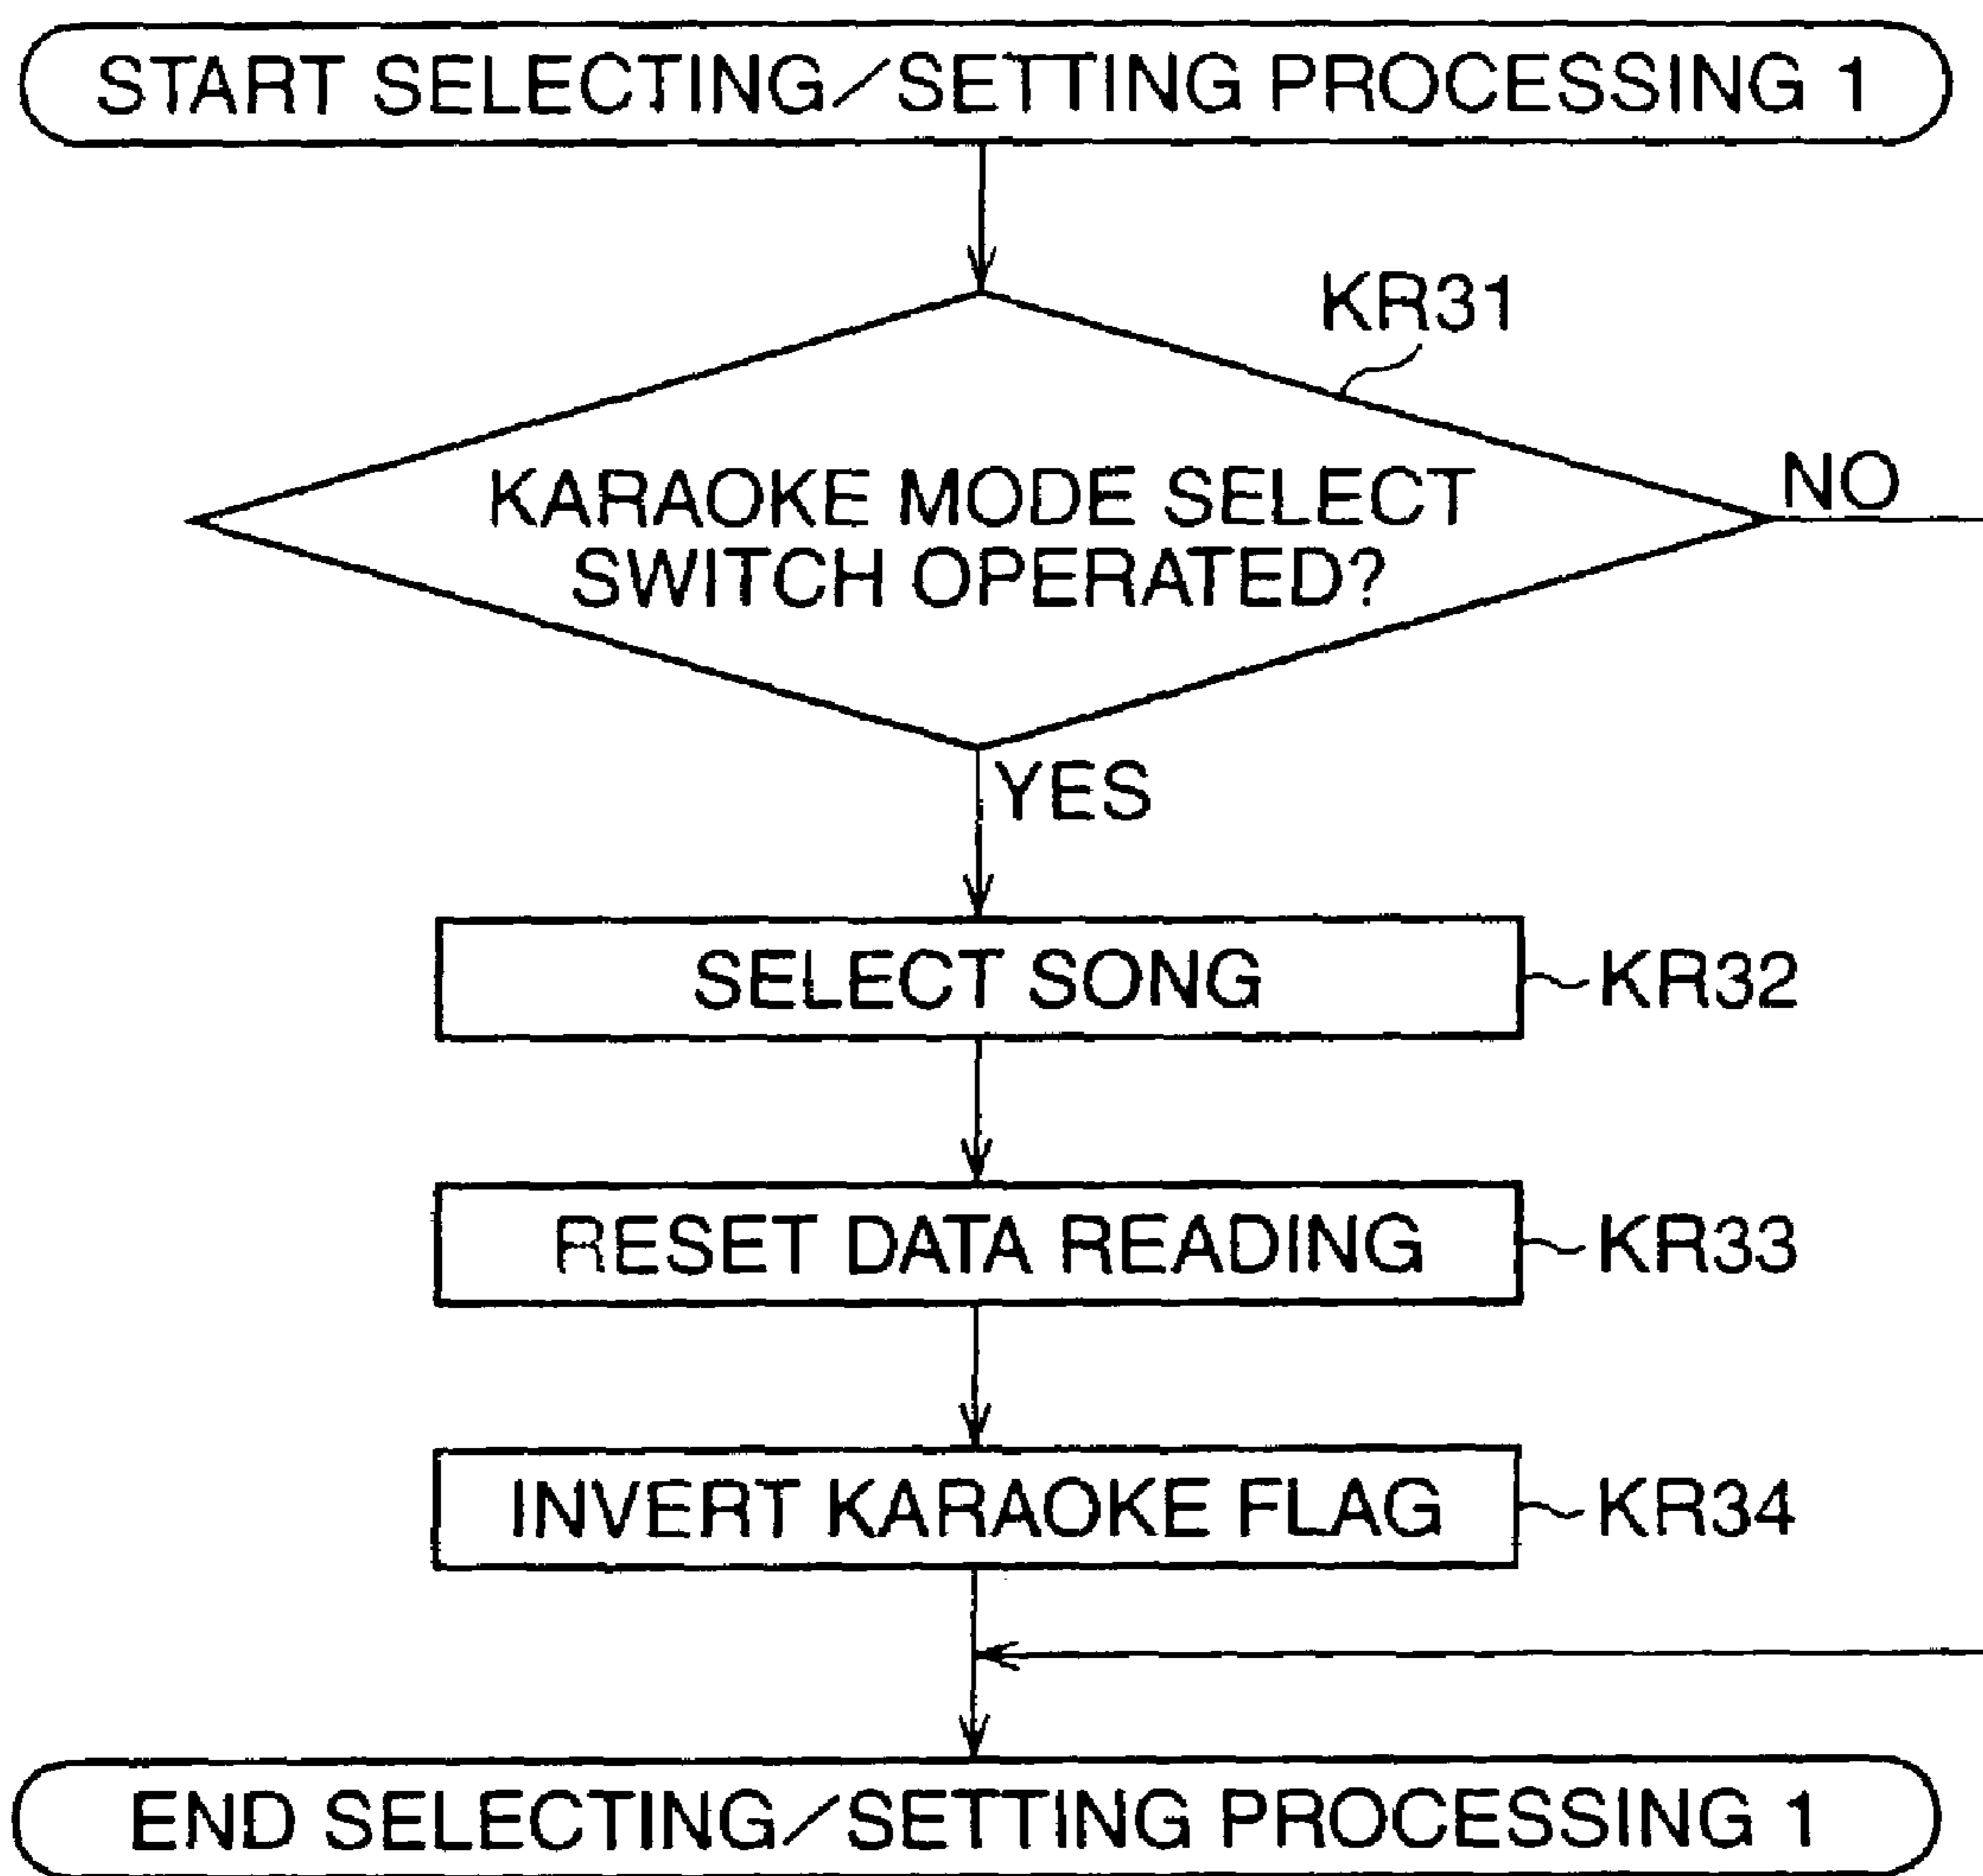 START SELECTING/SETTING PROCESSING 1
KR31
KARAOKE MODE SELECT
SWITCH OPERATED?
NO
YES
SELECT SONG
KR32
RESET DATA READING
KR33
INVERT KARAOKE FLAG
KR34
END SELECTING/SETTING PROCESSING 1